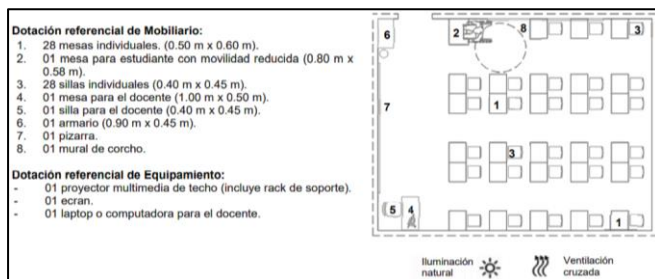 Dotación referencial de Mobiliario:
1. 28 mesas individuales. (0.50 m x 0.60 m).
2. 01 mesa para estudiante con movilidad reducida (0.80 m x
0.58 m).
3. 28 sillas individuales (0.40 m x 0.45 m).
4. 01 mesa para el docente (1.00 m x 0.50 m).
5. 01 silla para el docente (0.40 m x 0.45 m).
6. 01 armario (0.90 m x 0.45 m).
7. 01 pizarra.
8. 01 mural de corcho.
Dotación referencial de Equipamiento:
- 01 proyector multimedia de techo (incluye rack de soporte).
- 01 ecran.
- 01 laptop o computadora para el docente.
6 2 8 3
7 1
3
5 4 1
Iluminación natural
Ventilación cruzada